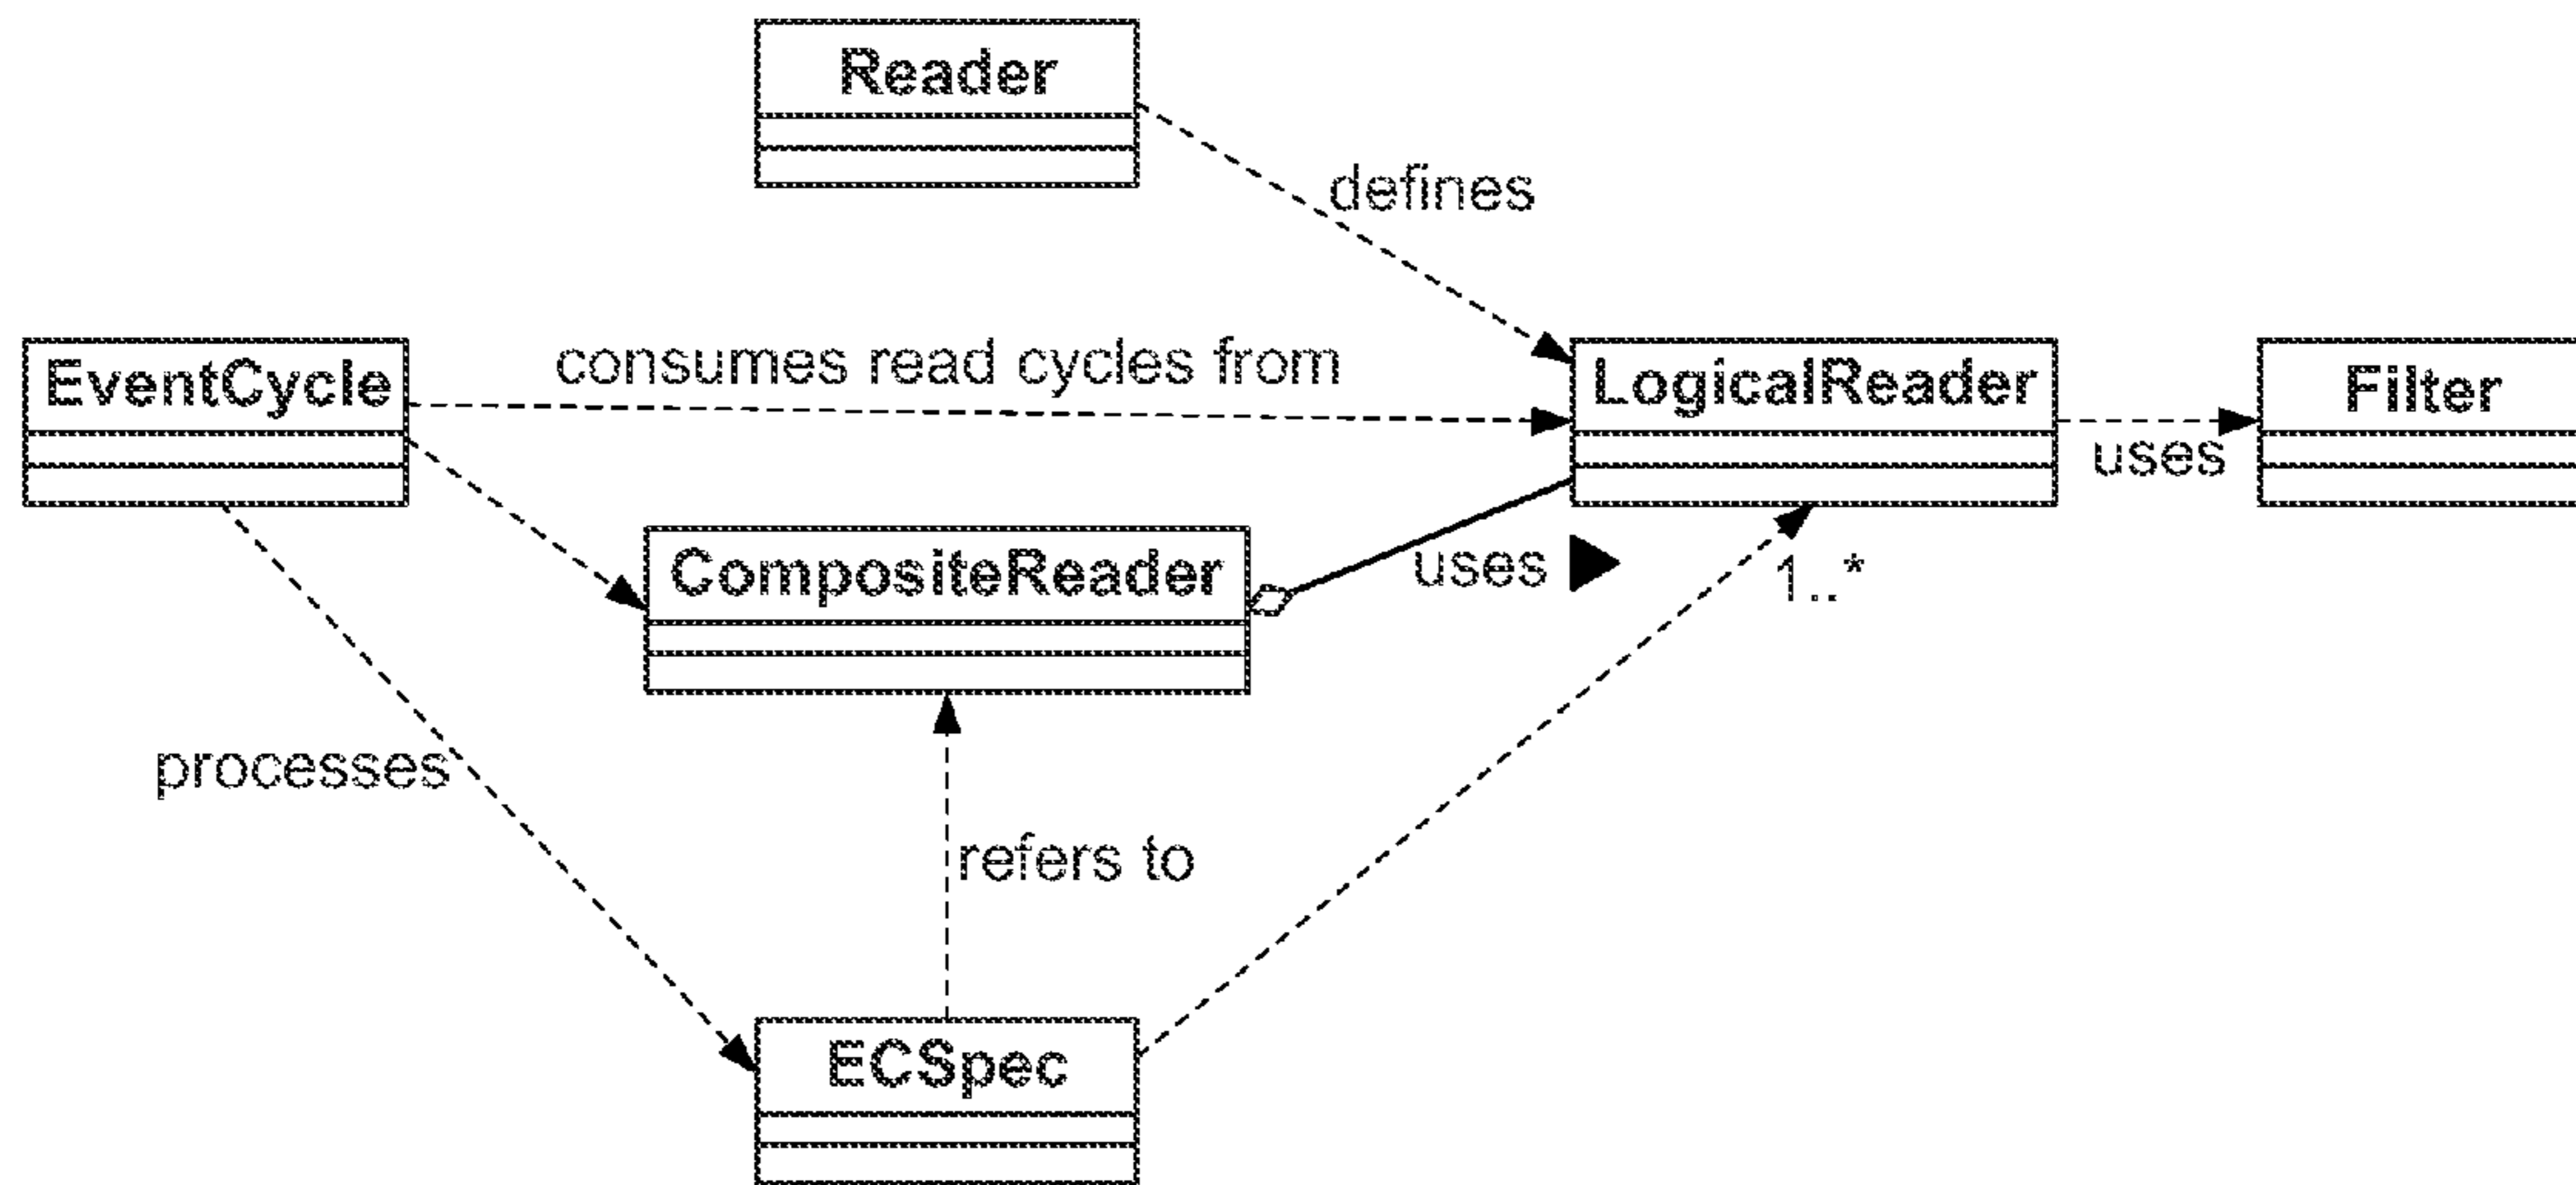 Reader
defines
EventCycle
consumes read cycles from
LogicalReader
Filter
uses
CompositeReader
uses
1..*
processes
refers to
ECSpec